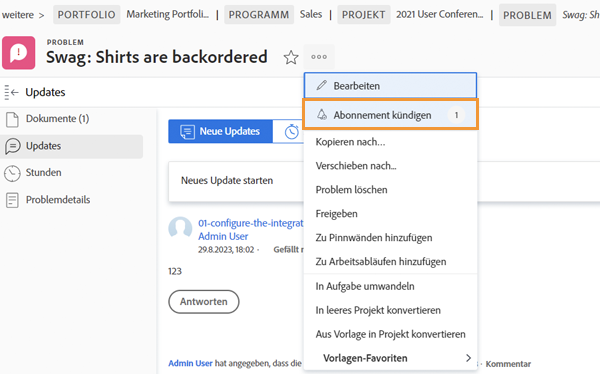 weitere > PORTFOLIO Marketing Portfolio... | PROGRAMM Sales | PROJEKT 2021 User Conferen... | PROBLEM Swag: Sh
PROBLEM
Swag: Shirts are backordered
Updates
Dokumente (1)
Updates
Stunden
Problemdetails
Neue Updates
Neues Update starten
01-configure-the-integrat
Admin User
29.8.2023, 18:02 · Gefällt
123
Antworten
Admin User hat angegeben, dass die · Kommentar
Bearbeiten
Abonnement kündigen 1
Kopieren nach...
Verschieben nach...
Problem löschen
Freigeben
Zu Pinnwänden hinzufügen
Zu Arbeitsabläufen hinzufügen
In Aufgabe umwandeln
In leeres Projekt konvertieren
Aus Vorlage in Projekt konvertieren
Vorlagen-Favoriten >